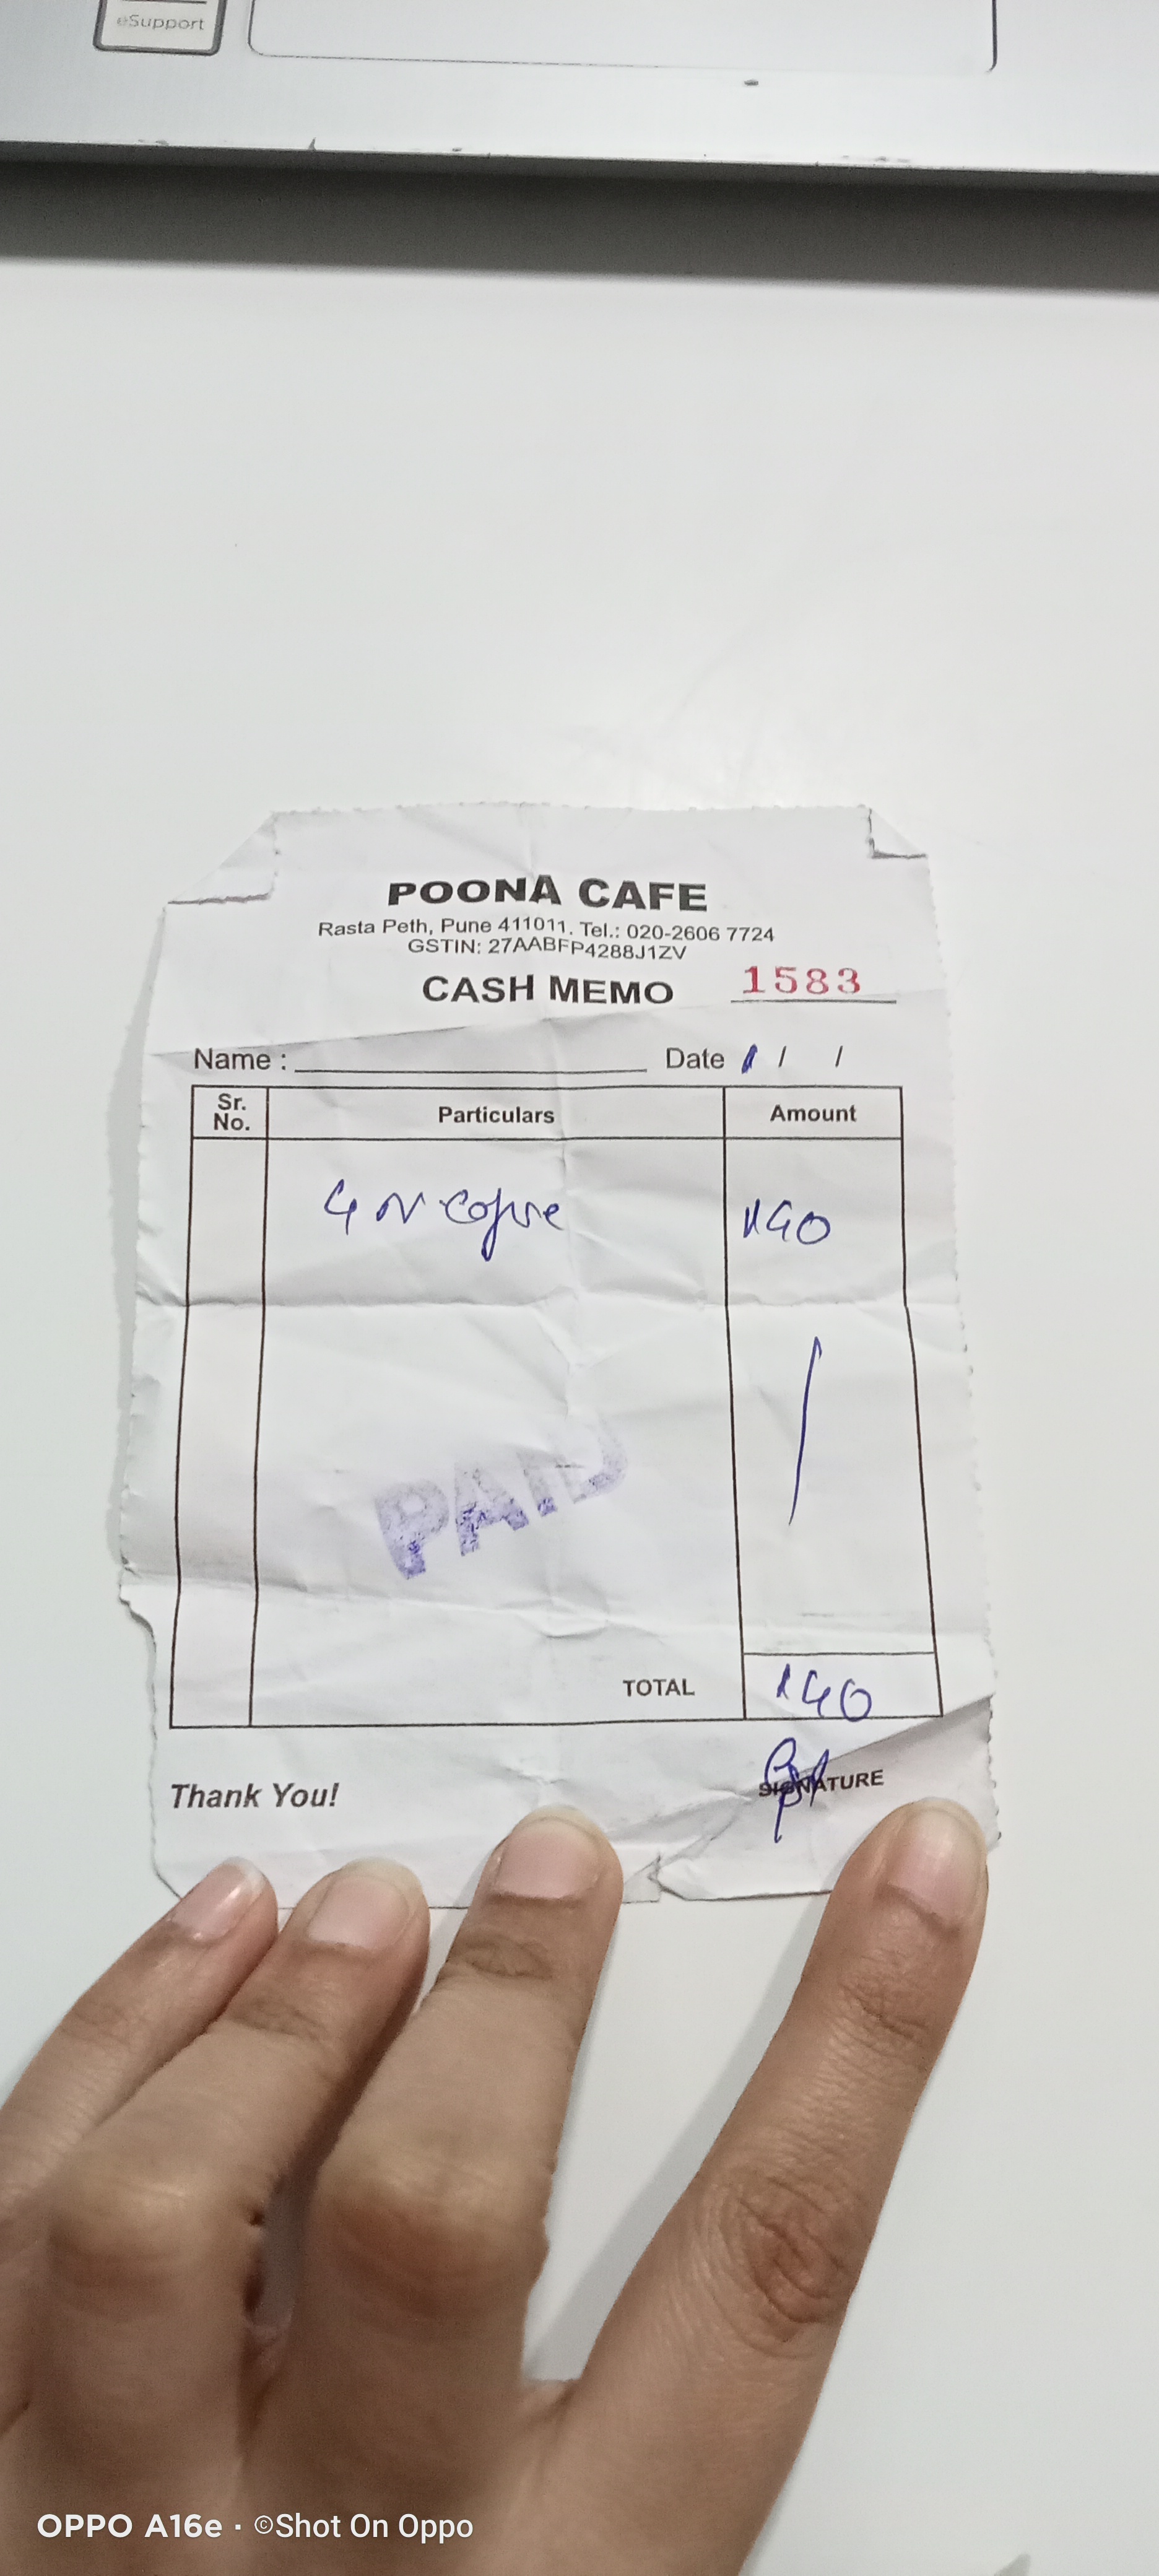 eSupport
POONA CAFE
Rasta Peth, Pune 411011. Tel.: 020-2606 7724
GSTIN: 27AABFP4288J1ZV
CASH MEMO 1583
Name : Date / /
Sr. No. Particulars Amount
4 N Coffee 140
PAID
TOTAL 140
Thank You! SIGNATURE
OPPO A16e · ©Shot On Oppo